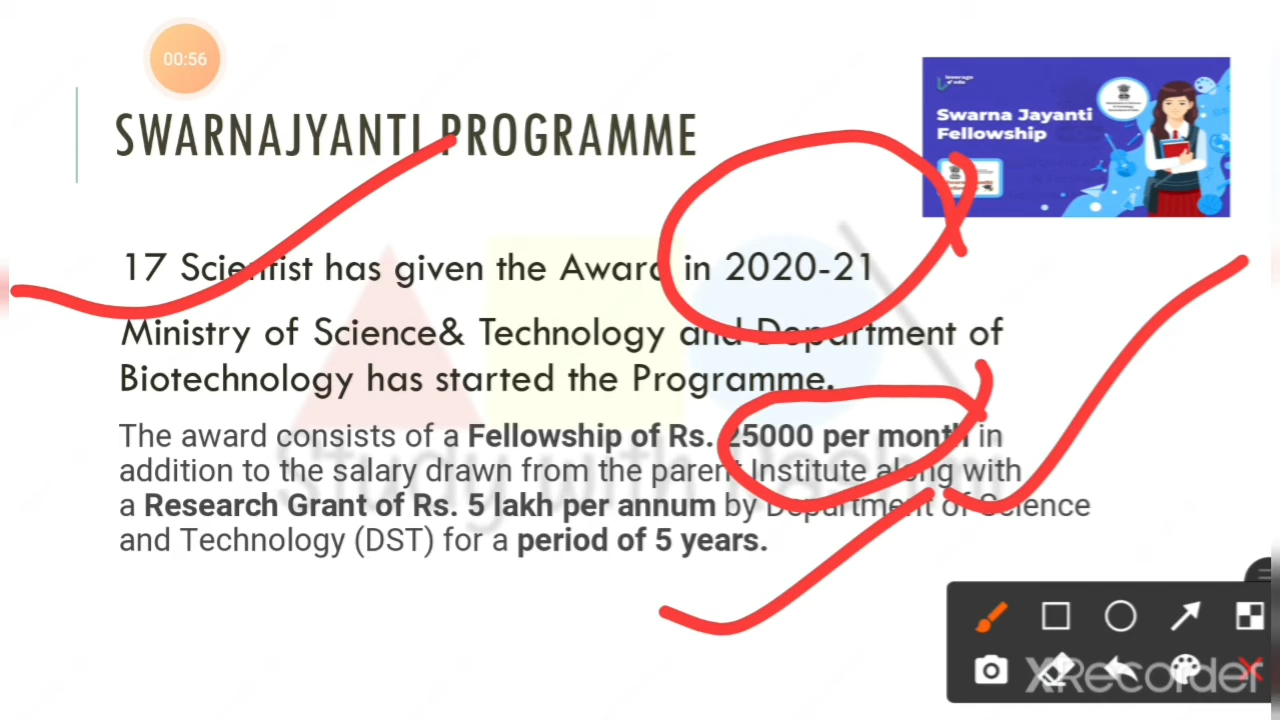 00:56
leverage edu
Swarna Jayanti
Fellowship
SWARNAJYANTI PROGRAMME
17 Scientist has given the Award in 2020-21
Ministry of Science& Technology and Department of
Biotechnology has started the Programme.
The award consists of a Fellowship of Rs. 25000 per month in
addition to the salary drawn from the parent Institute along with
a Research Grant of Rs. 5 lakh per annum by Department of Science
and Technology (DST) for a period of 5 years.
XRecorder